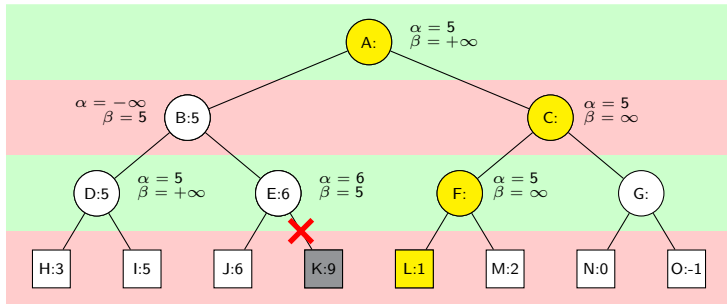 A:
α = 5
β = +∞
α = −∞
β = 5
B:5
C:
α = 5
β = ∞
D:5
α = 5
β = +∞
E:6
α = 6
β = 5
F:
α = 5
β = ∞
G:
H:3
I:5
J:6
K:9
L:1
M:2
N:0
O:-1